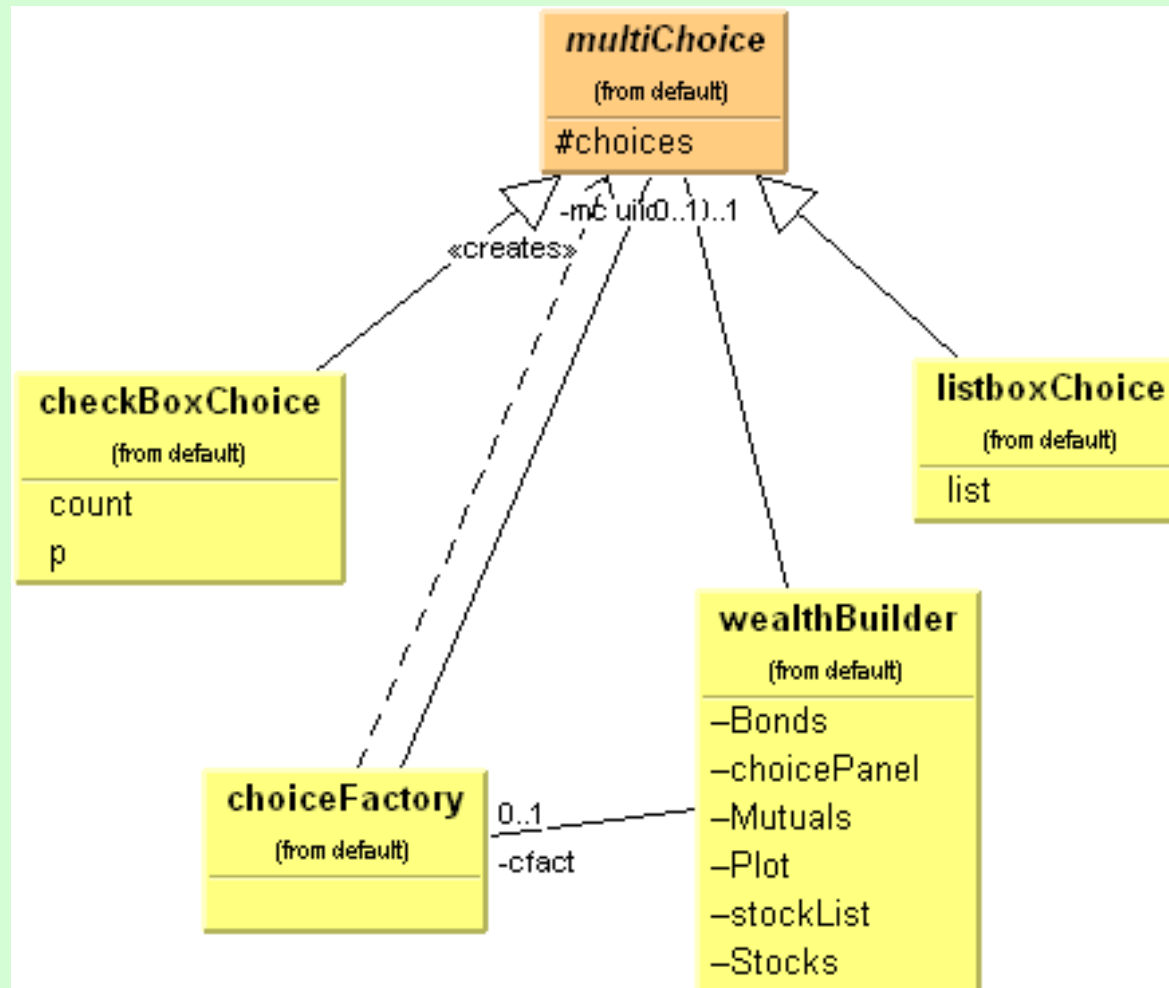 multiChoice
(from default)
#choices
-mc
0..1
«creates»
checkBoxChoice
(from default)
count
p
listboxChoice
(from default)
list
wealthBuilder
(from default)
–Bonds
–choicePanel
–Mutuals
–Plot
–stockList
–Stocks
choiceFactory
(from default)
0..1
-cfact